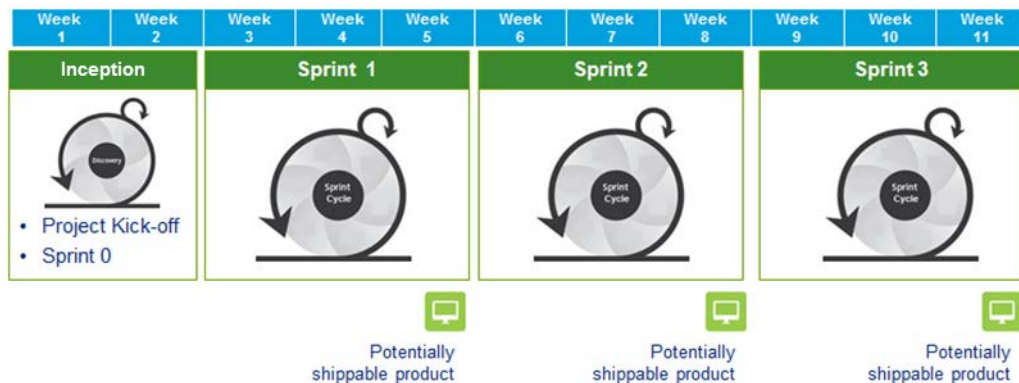 Week 1
Week 2
Week 3
Week 4
Week 5
Week 6
Week 7
Week 8
Week 9
Week 10
Week 11
Inception
Sprint 1
Sprint 2
Sprint 3
Discovery
Sprint
Cycle
Sprint
Cycle
Sprint
Cycle
• Project Kick-off
• Sprint 0
Potentially
shippable product
Potentially
shippable product
Potentially
shippable product